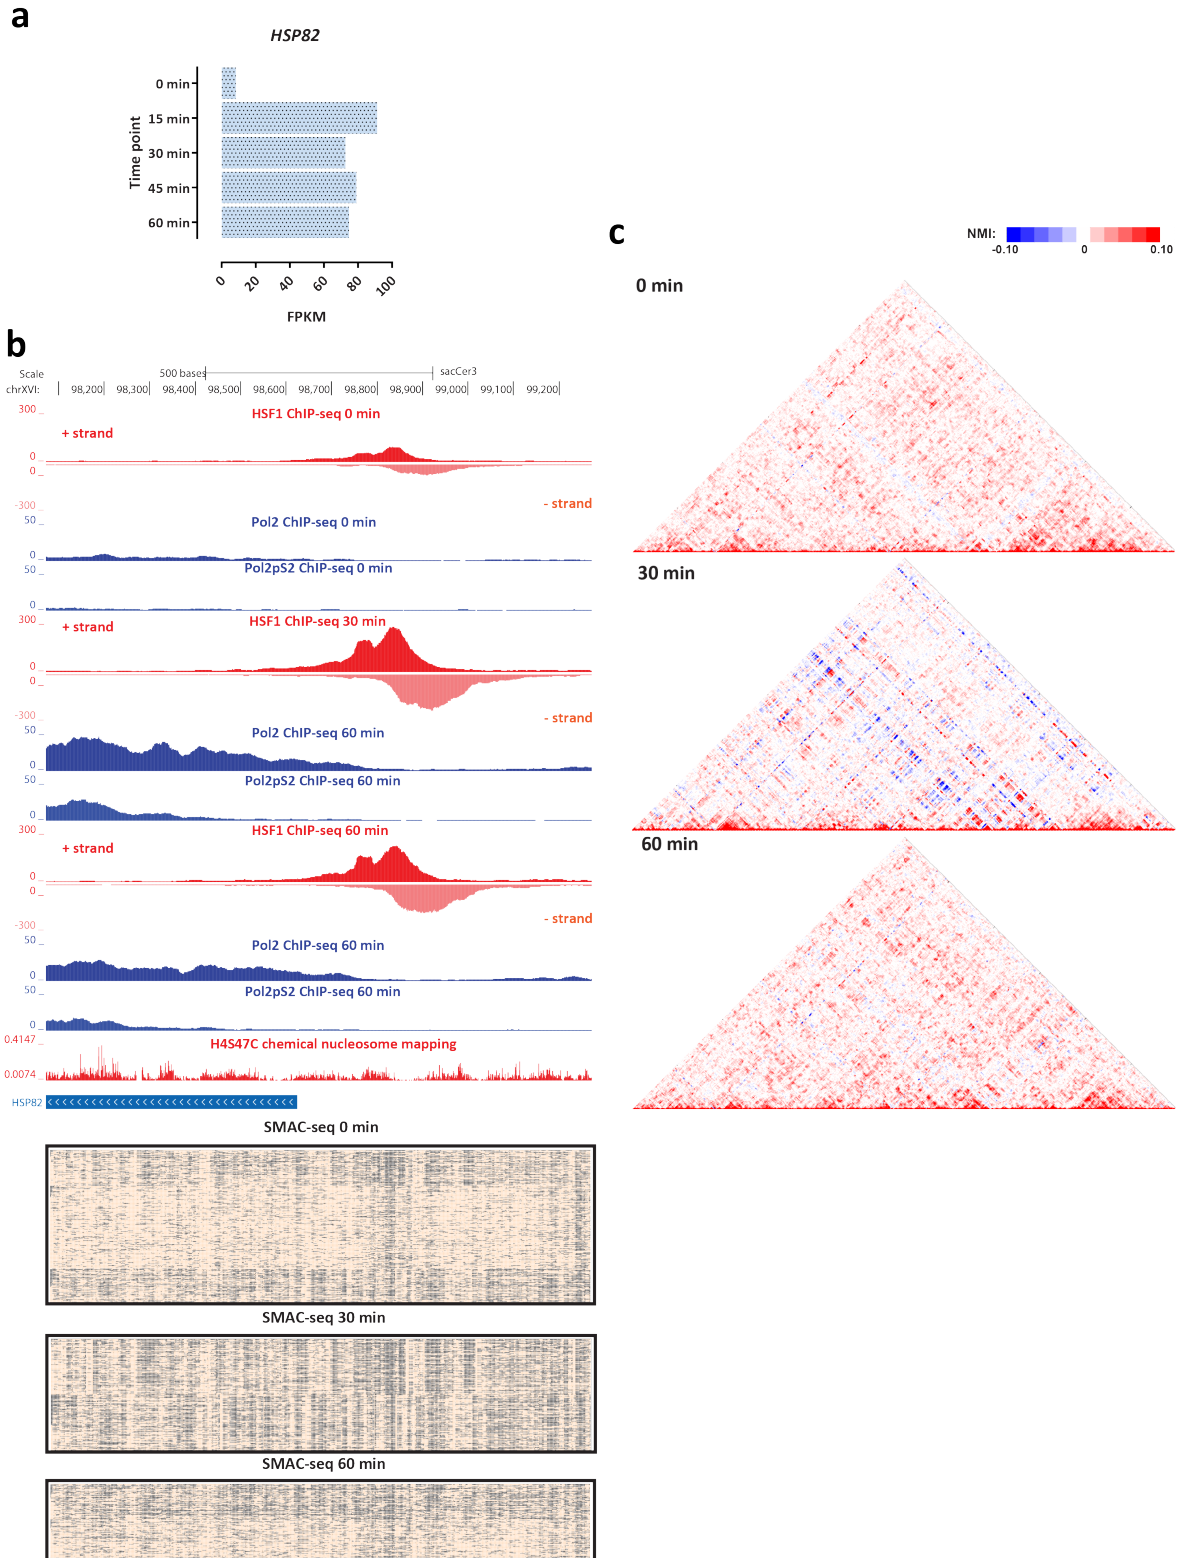 a
HSP82
Time point
0 min
15 min
30 min
45 min
60 min
0 20 40 60 80 100
FPKM
b
Scale 500 bases sacCer3
chrXVI: 98,200 98,300 98,400 98,500 98,600 98,700 98,800 98,900 99,000 99,100 99,200
300 HSF1 ChIP-seq 0 min
+ strand
0
0
-300 - strand
50 Pol2 ChIP-seq 0 min
0
50 Pol2pS2 ChIP-seq 0 min
0
300 + strand HSF1 ChIP-seq 30 min
0
0
-300 - strand
50 Pol2 ChIP-seq 60 min
0
50 Pol2pS2 ChIP-seq 60 min
0
300 HSF1 ChIP-seq 60 min
+ strand
0
0
-300 - strand
50 Pol2 ChIP-seq 60 min
0
50 Pol2pS2 ChIP-seq 60 min
0
0.4147 H4S47C chemical nucleosome mapping
0.0074
HSP82
SMAC-seq 0 min
SMAC-seq 30 min
SMAC-seq 60 min
c
NMI:
-0.10 0 0.10
0 min
30 min
60 min